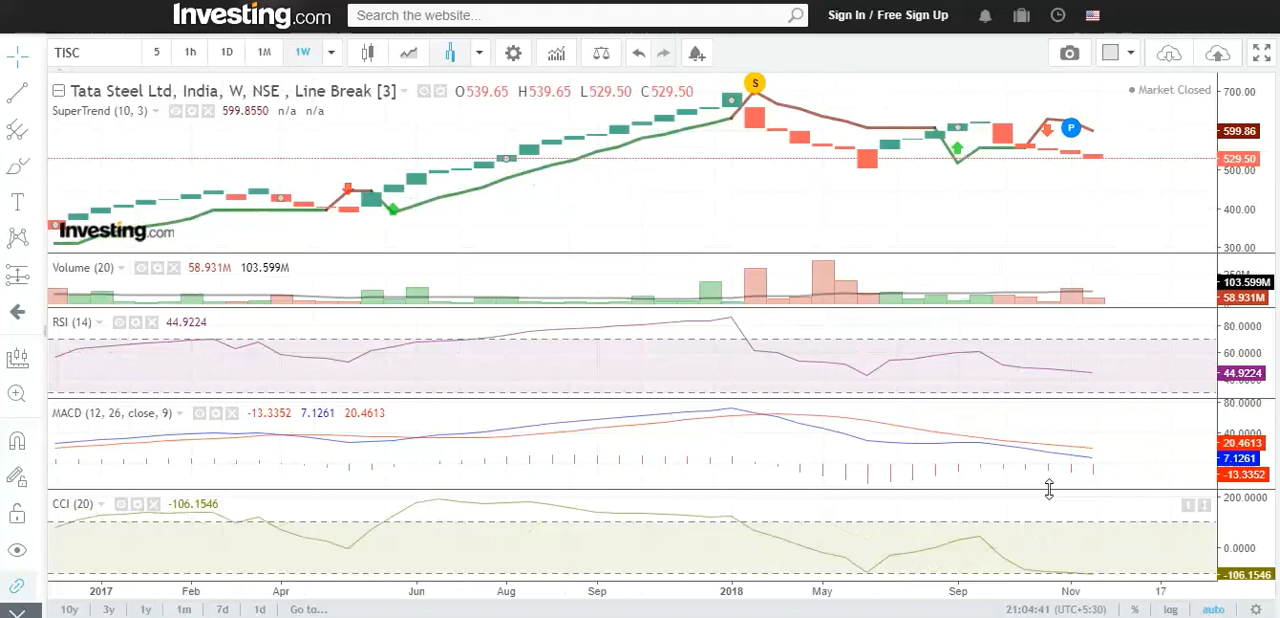 Investing.com Search the website... Sign In / Free Sign Up
TISC 5 1h 1D 1M 1W
Tata Steel Ltd, India, W, NSE , Line Break [3] O539.65 H539.65 L529.50 C529.50
Market Closed
SuperTrend (10, 3) 599.8550 n/a n/a
S
P
700.00
599.86
529.50
500.00
400.00
300.00
Investing.com
Volume (20) 58.931M 103.599M
103.599M
58.931M
RSI (14) 44.9224
80.0000
60.0000
44.9224
MACD (12, 26, close, 9) -13.3352 7.1261 20.4613
80.0000
40.0000
20.4613
7.1261
-13.3352
CCI (20) -106.1546
200.0000
0.0000
-106.1546
2017 Feb Apr Jun Aug Sep 2018 May Sep Nov 17
10y 3y 1y 1m 7d 1d Go to... 21:04:41 (UTC+5:30) % log auto